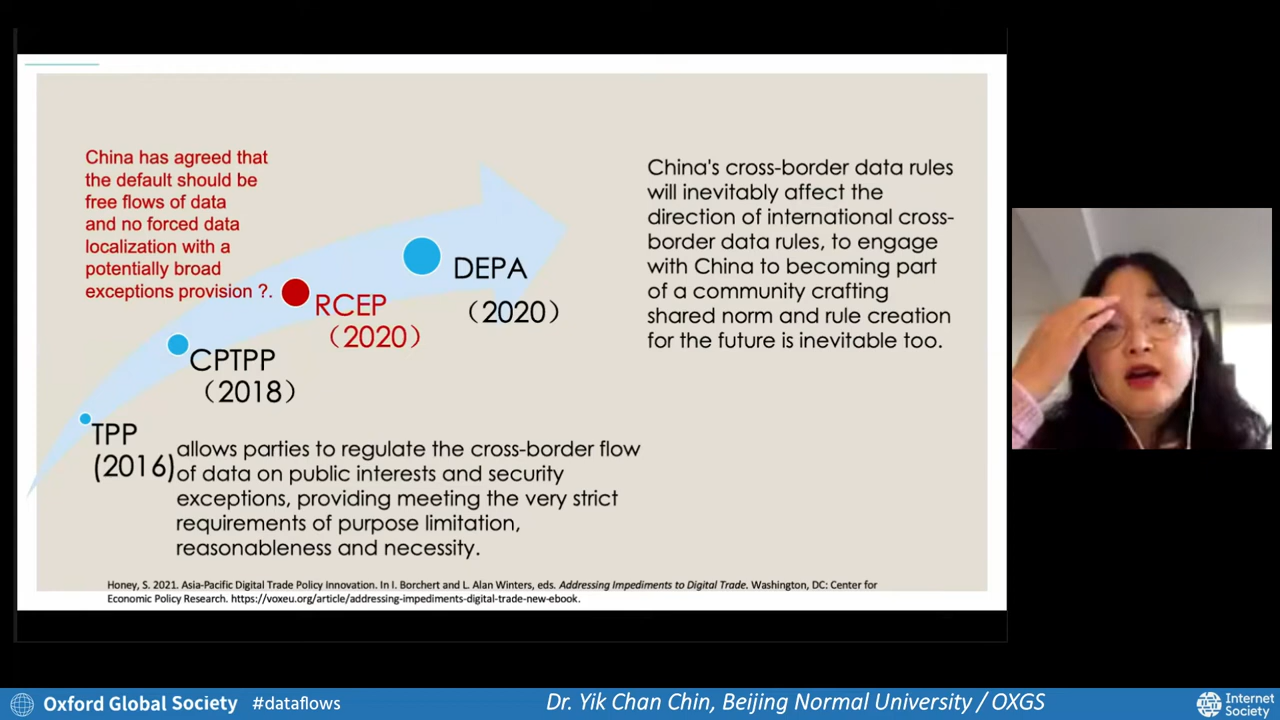 China has agreed that
the default should be
free flows of data
and no forced data
localization with a
potentially broad
exceptions provision ?.
RCEP
（2020）
DEPA
（2020）
CPTPP
（2018）
TPP
(2016)
allows parties to regulate the cross-border flow
of data on public interests and security
exceptions, providing meeting the very strict
requirements of purpose limitation,
reasonableness and necessity.
China's cross-border data rules
will inevitably affect the
direction of international cross-
border data rules, to engage
with China to becoming part
of a community crafting
shared norm and rule creation
for the future is inevitable too.
Honey, S. 2021. Asia-Pacific Digital Trade Policy Innovation. In I. Borchert and L. Alan Winters, eds. Addressing Impediments to Digital Trade. Washington, DC: Center for
Economic Policy Research. https://voxeu.org/article/addressing-impediments-digital-trade-new-ebook.
Oxford Global Society #dataflows
Dr. Yik Chan Chin, Beijing Normal University / OXGS
Internet
Society